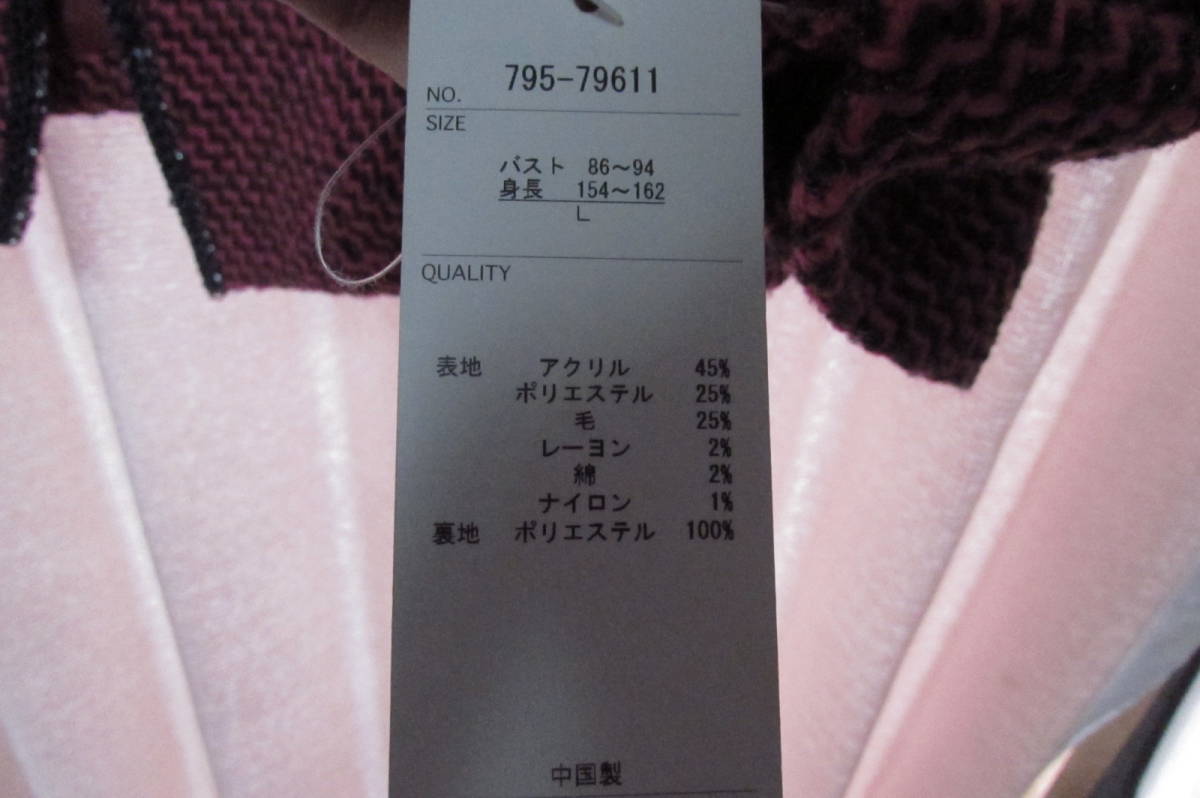 NO. 795-79611
SIZE
バスト 86～94
身長 154～162
L
QUALITY
表地 アクリル 45%
ポリエステル 25%
毛 25%
レーヨン 2%
綿 2%
ナイロン 1%
裏地 ポリエステル 100%
中国製